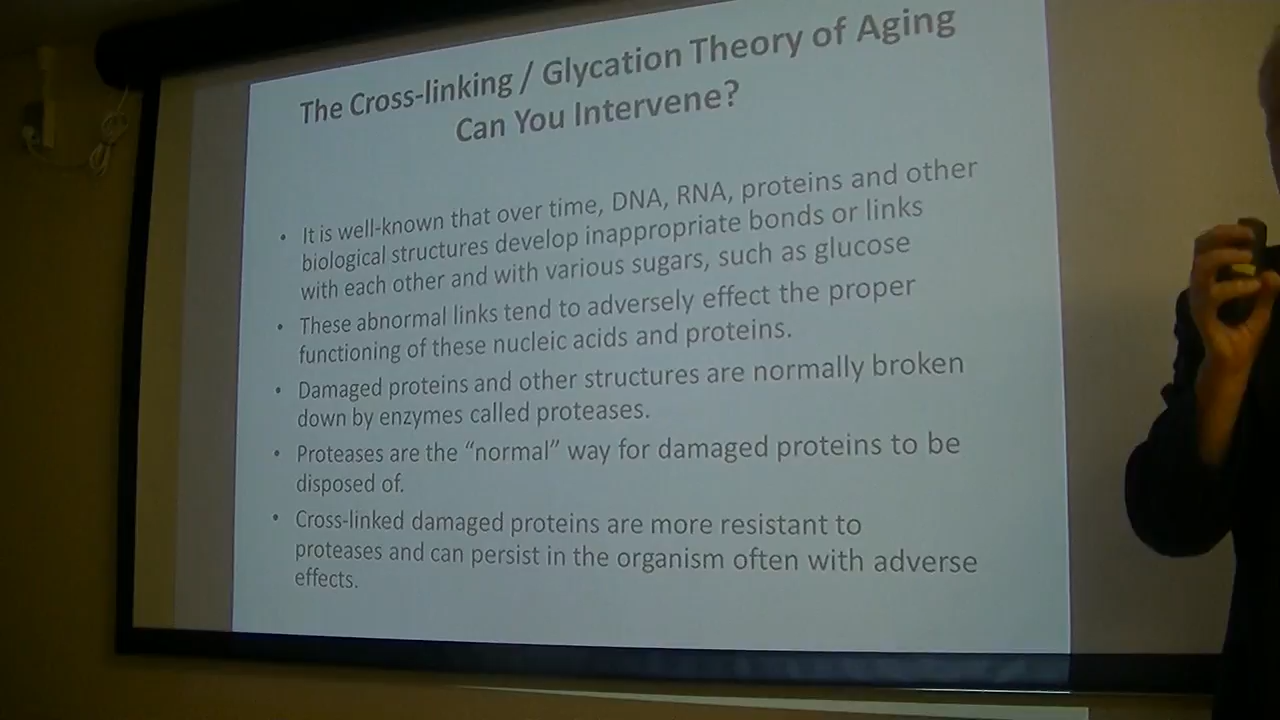 The Cross-linking / Glycation Theory of Aging
Can You Intervene?
• It is well-known that over time, DNA, RNA, proteins and other
biological structures develop inappropriate bonds or links
with each other and with various sugars, such as glucose
• These abnormal links tend to adversely effect the proper
functioning of these nucleic acids and proteins.
• Damaged proteins and other structures are normally broken
down by enzymes called proteases.
• Proteases are the “normal” way for damaged proteins to be
disposed of.
• Cross-linked damaged proteins are more resistant to
proteases and can persist in the organism often with adverse
effects.